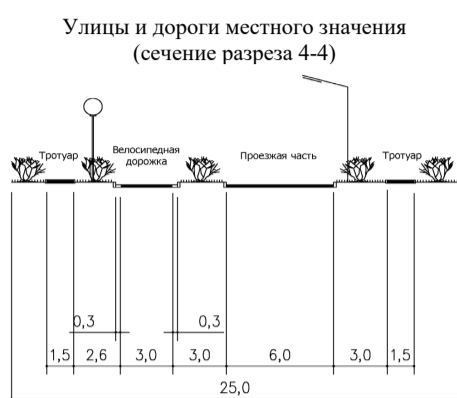 Улицы и дороги местного значения
(сечение разреза 4-4)
Тротуар
Велосипедная
дорожка
Проезжая часть
Тротуар
0,3
0,3
1,5
2,6
3,0
3,0
6,0
3,0
1,5
25,0